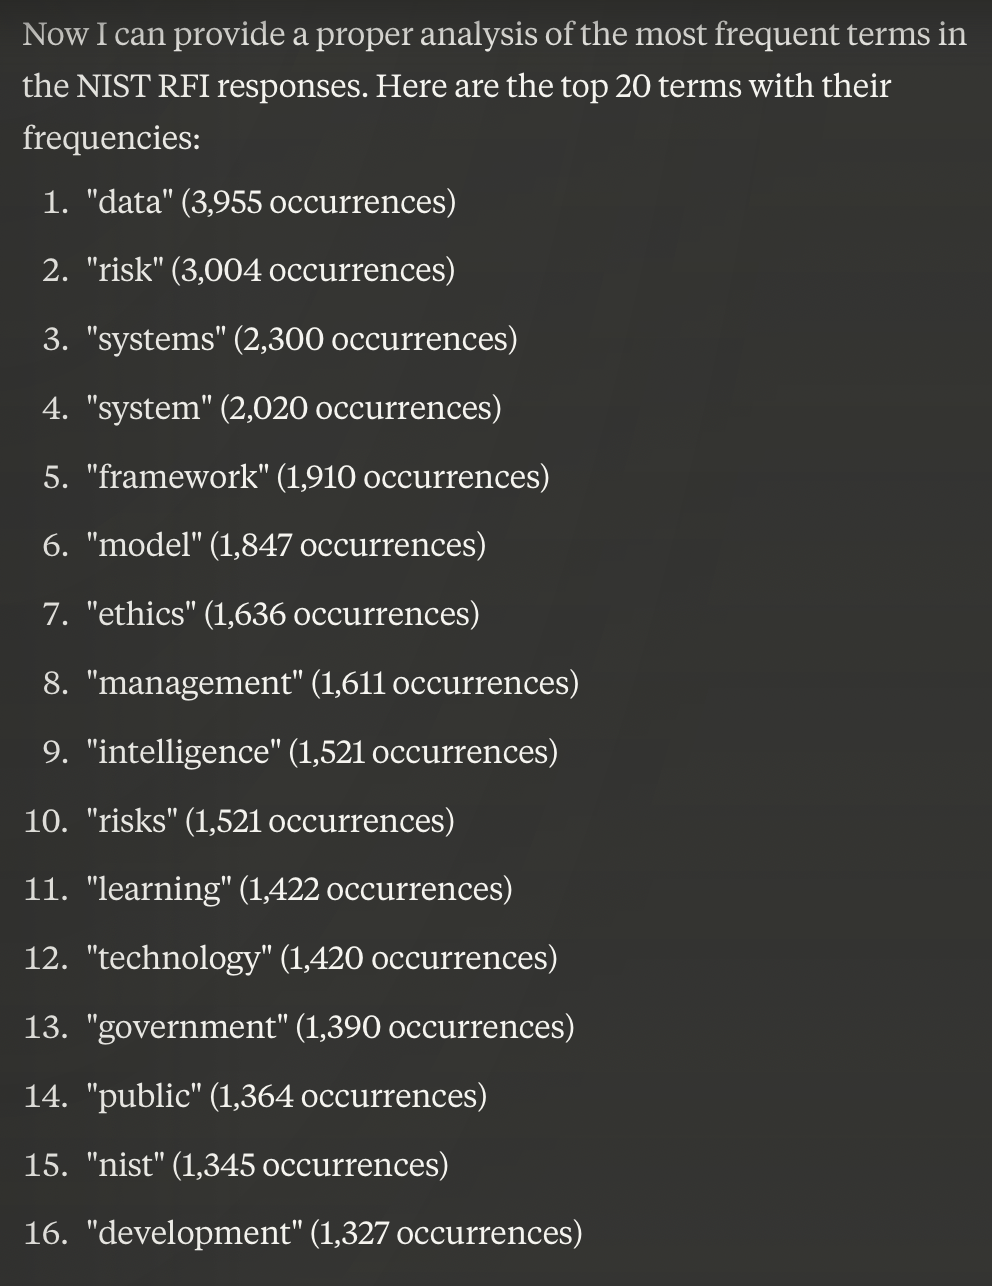 Now I can provide a proper analysis of the most frequent terms in
the NIST RFI responses. Here are the top 20 terms with their
frequencies:
1. "data" (3,955 occurrences)
2. "risk" (3,004 occurrences)
3. "systems" (2,300 occurrences)
4. "system" (2,020 occurrences)
5. "framework" (1,910 occurrences)
6. "model" (1,847 occurrences)
7. "ethics" (1,636 occurrences)
8. "management" (1,611 occurrences)
9. "intelligence" (1,521 occurrences)
10. "risks" (1,521 occurrences)
11. "learning" (1,422 occurrences)
12. "technology" (1,420 occurrences)
13. "government" (1,390 occurrences)
14. "public" (1,364 occurrences)
15. "nist" (1,345 occurrences)
16. "development" (1,327 occurrences)